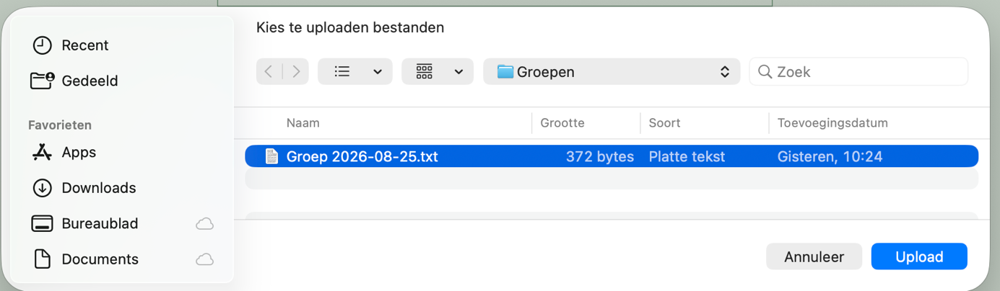 Kies te uploaden bestanden
Recent
Gedeeld
Favorieten
Apps
Downloads
Bureaublad
Documents
Groepen
Zoek
Naam Grootte Soort Toevoegingsdatum
Groep 2026-08-25.txt 372 bytes Platte tekst Gisteren, 10:24
Annuleer Upload